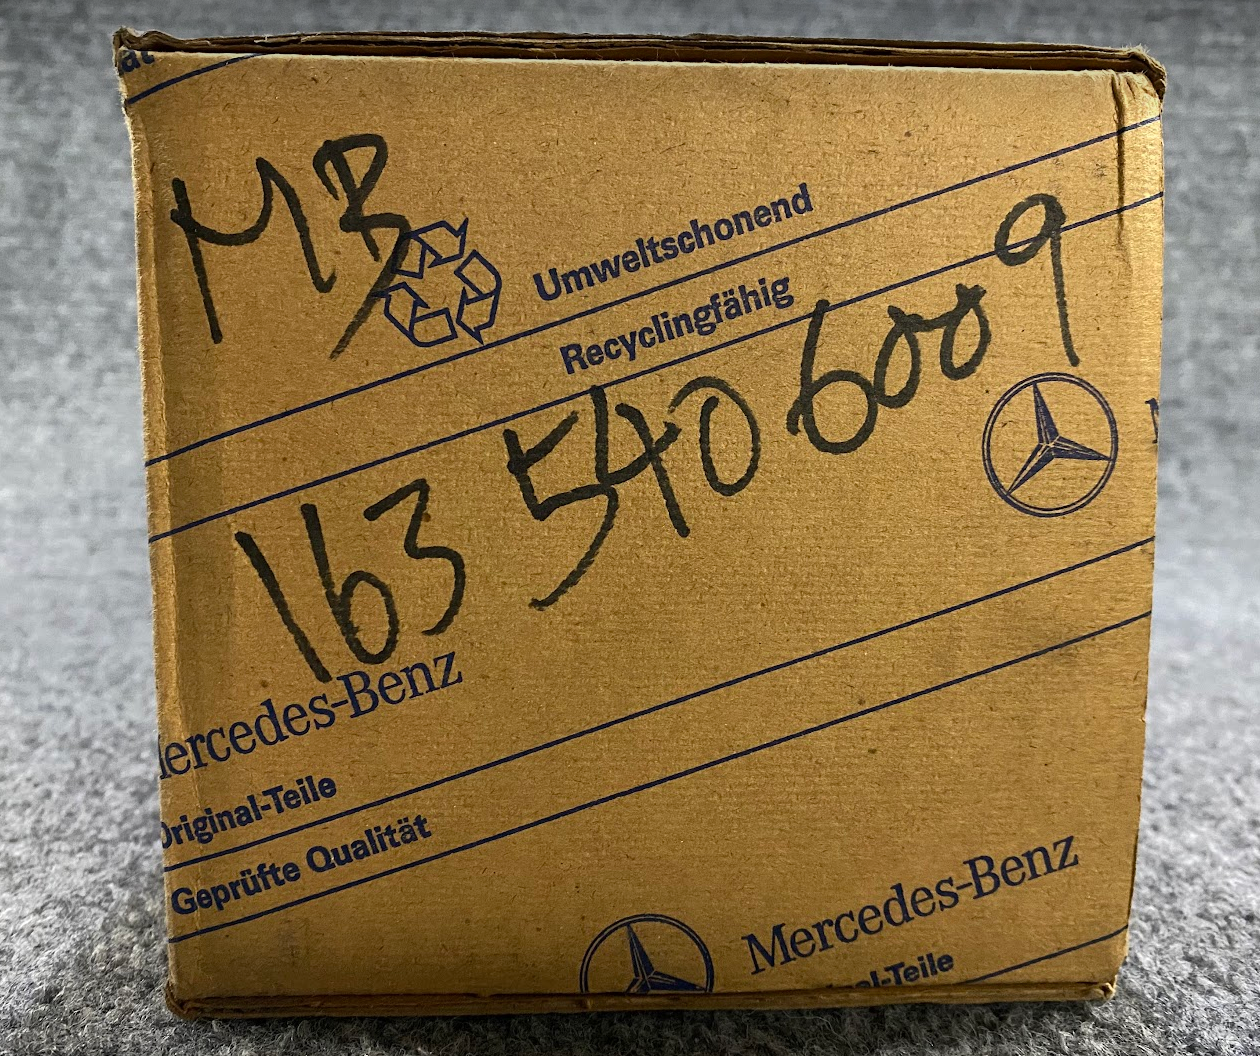 MB
Umweltschonend
Recyclingfähig
163 540 6009
Mercedes-Benz
Original-Teile
Geprüfte Qualität
Mercedes-Benz